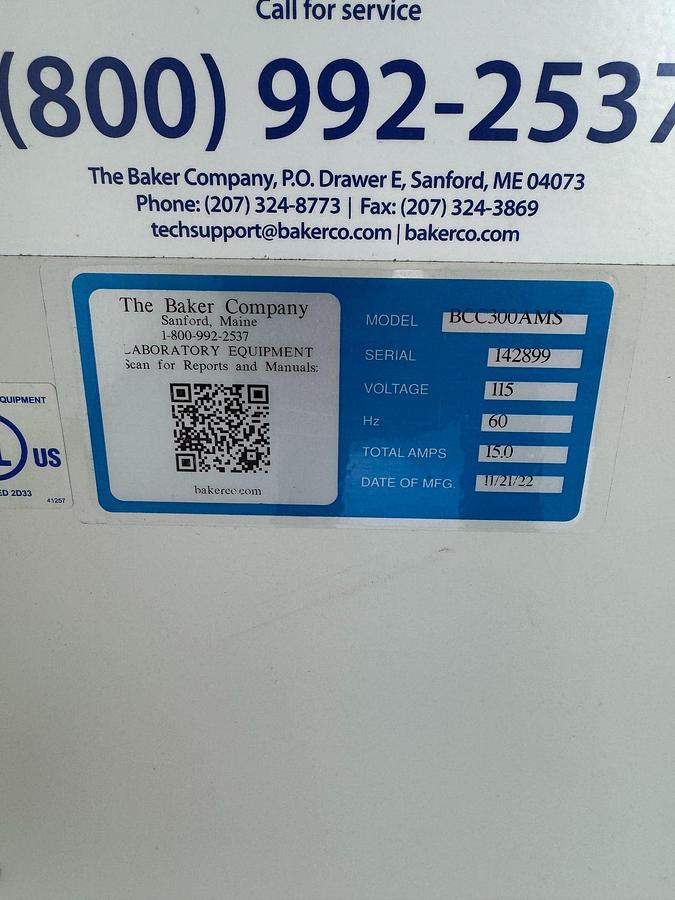 Call for service
(800) 992-2537
The Baker Company, P.O. Drawer E, Sanford, ME 04073
Phone: (207) 324-8773 | Fax: (207) 324-3869
techsupport@bakerco.com | bakerco.com
The Baker Company
Sanford, Maine
1-800-992-2537
LABORATORY EQUIPMENT
Scan for Reports and Manuals:
bakerco.com
MODEL BCC300AMS
SERIAL 142899
VOLTAGE 115
Hz 60
TOTAL AMPS 15.0
DATE OF MFG. 11/21/22
QUIPMENT
L US
ED 2D33
41257